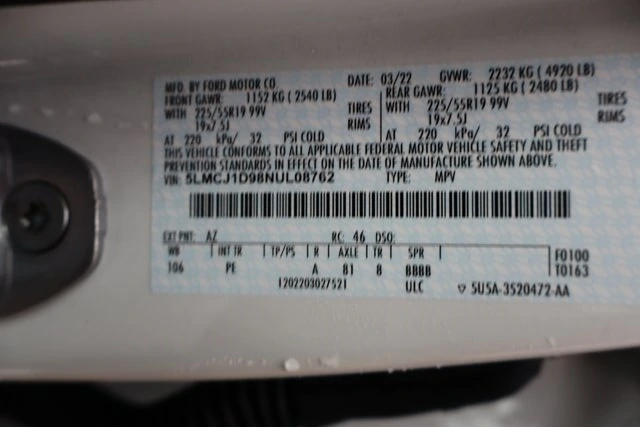 MFD. BY FORD MOTOR CO. DATE: 03/22 GVWR: 2232 KG ( 4920 LB)
FRONT GAWR: 1152 KG ( 2540 LB) REAR GAWR: 1125 KG ( 2480 LB)
WITH 225/55R19 99V TIRES WITH 225/55R19 99V TIRES
19x7.5J RIMS 19x7.5J RIMS
AT 220 kPa/ 32 PSI COLD AT 220 kPa/ 32 PSI COLD
THIS VEHICLE CONFORMS TO ALL APPLICABLE FEDERAL MOTOR VEHICLE SAFETY AND THEFT
PREVENTION STANDARDS IN EFFECT ON THE DATE OF MANUFACTURE SHOWN ABOVE.
VIN: 5LMCJ1D98NUL08762 TYPE: MPV
EXT PNT: AZ RC: 46 DSO:
WB INT TR TP/PS R AXLE TR SPR F0100
106 PE A 81 8 BBBB T0163
1202203027521 ULC ▽ 5U5A-3520472-AA